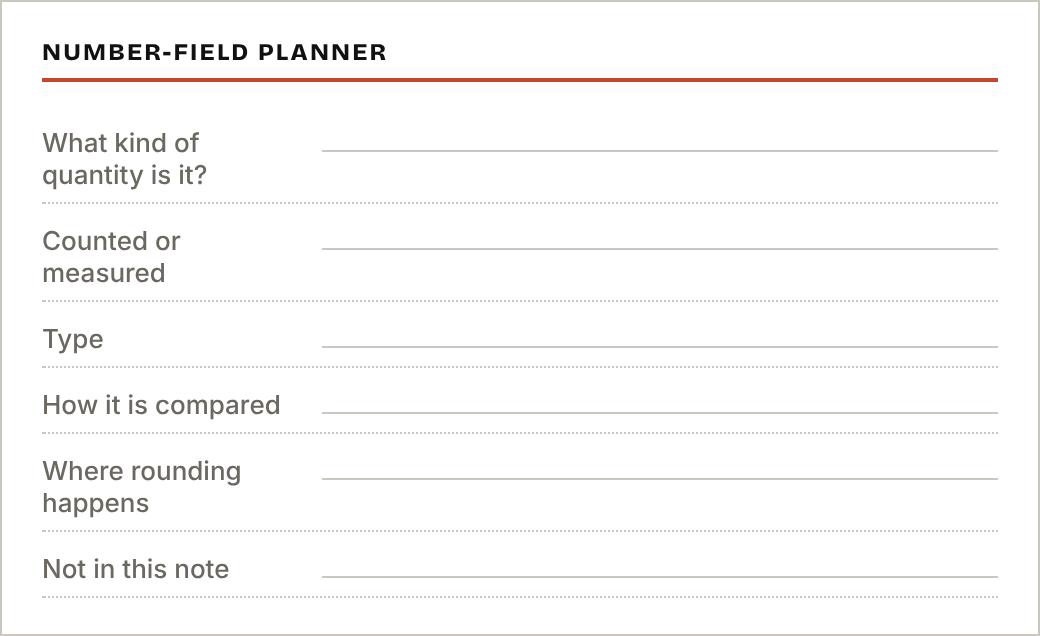 NUMBER-FIELD PLANNER
What kind of
quantity is it?
Counted or
measured
Type
How it is compared
Where rounding
happens
Not in this note